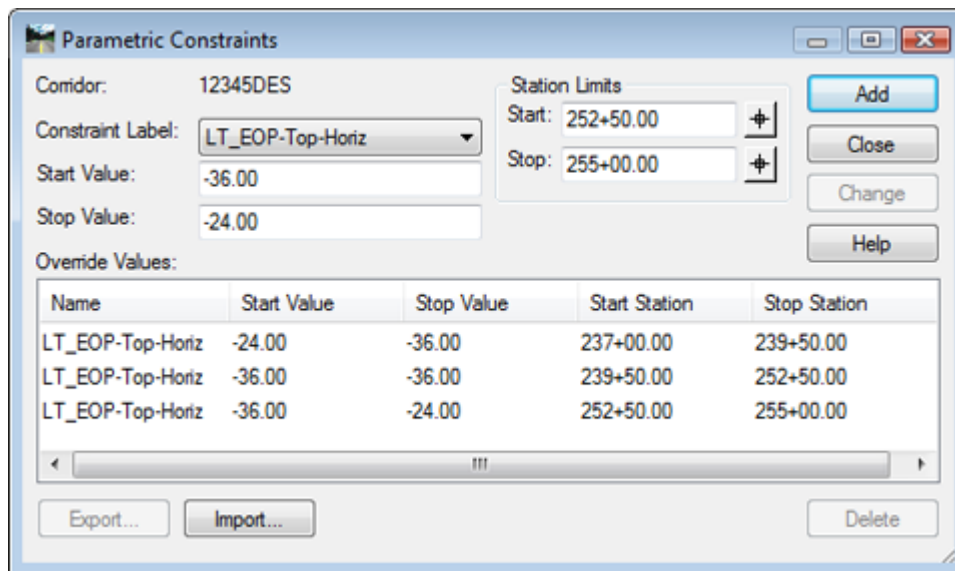 Parametric Constraints
Corridor: 12345DES
Constraint Label: LT_EOP-Top-Horiz
Start Value: -36.00
Stop Value: -24.00
Station Limits
Start: 252+50.00
Stop: 255+00.00
Add
Close
Change
Help
Override Values:
Name Start Value Stop Value Start Station Stop Station
LT_EOP-Top-Horiz -24.00 -36.00 237+00.00 239+50.00
LT_EOP-Top-Horiz -36.00 -36.00 239+50.00 252+50.00
LT_EOP-Top-Horiz -36.00 -24.00 252+50.00 255+00.00
Export... Import... Delete